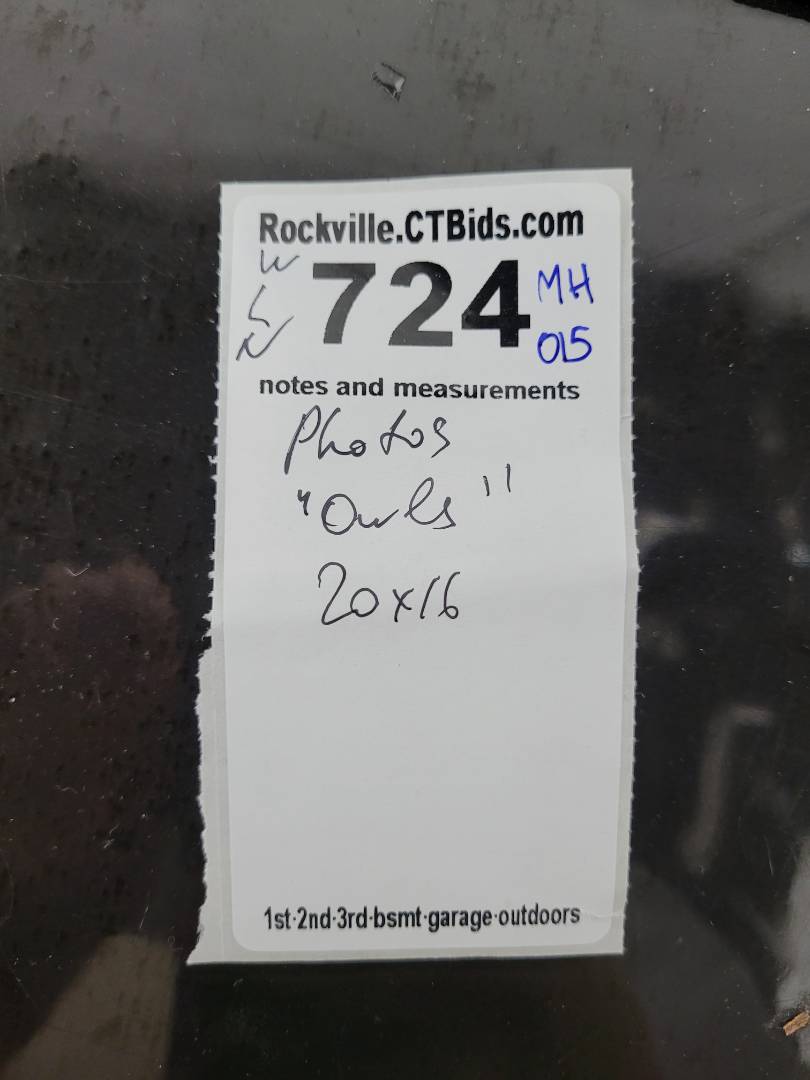 Rockville.CTBids.com
W
724
MH
L
N
015
notes and measurements
Photos
"Owls"
20x16
1st·2nd·3rd·bsmt·garage·outdoors